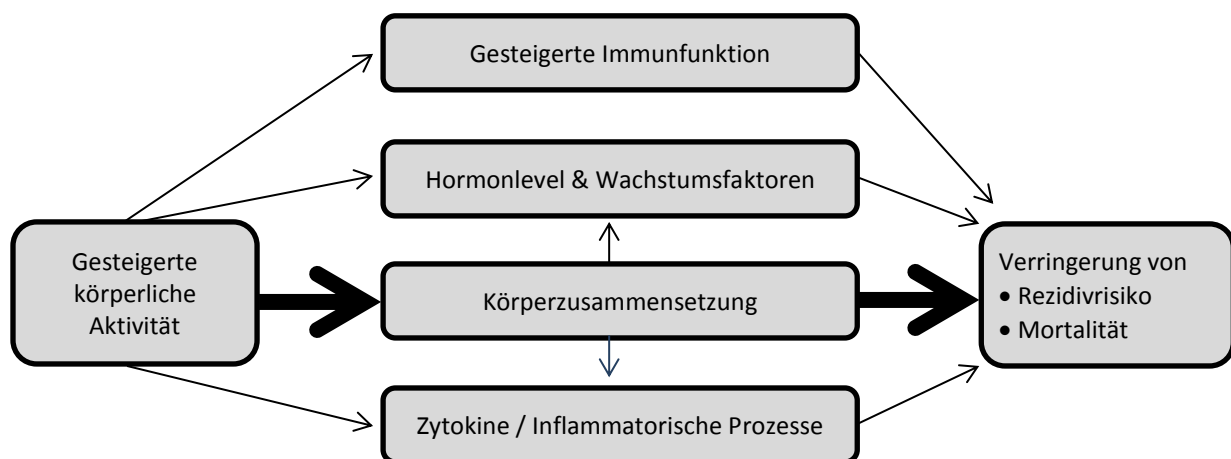 Gesteigerte Immunfunktion
Hormonlevel & Wachstumsfaktoren
Gesteigerte
körperliche
Aktivität
Körperzusammensetzung
Verringerung von
• Rezidivrisiko
• Mortalität
Zytokine / Inflammatorische Prozesse